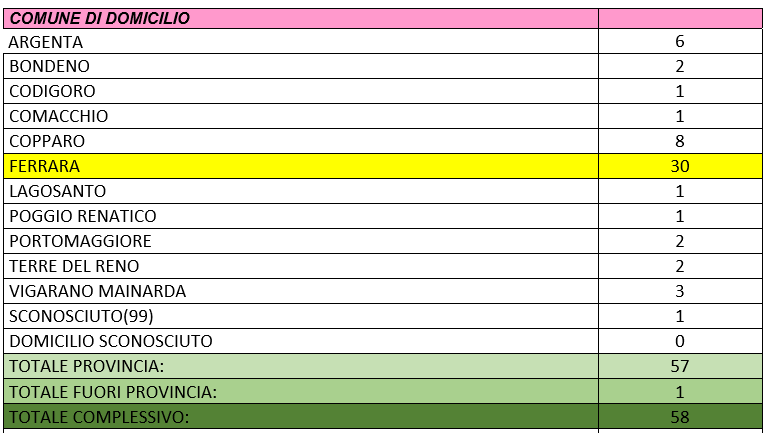 COMUNE DI DOMICILIO
ARGENTA 6
BONDENO 2
CODIGORO 1
COMACCHIO 1
COPPARO 8
FERRARA 30
LAGOSANTO 1
POGGIO RENATICO 1
PORTOMAGGIORE 2
TERRE DEL RENO 2
VIGARANO MAINARDA 3
SCONOSCIUTO(99) 1
DOMICILIO SCONOSCIUTO 0
TOTALE PROVINCIA: 57
TOTALE FUORI PROVINCIA: 1
TOTALE COMPLESSIVO: 58